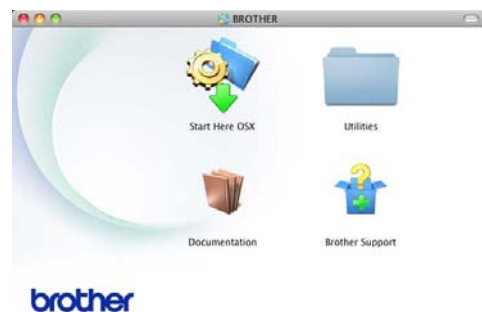 BROTHER
Start Here OSX
Utilities
Documentation
Brother Support
brother